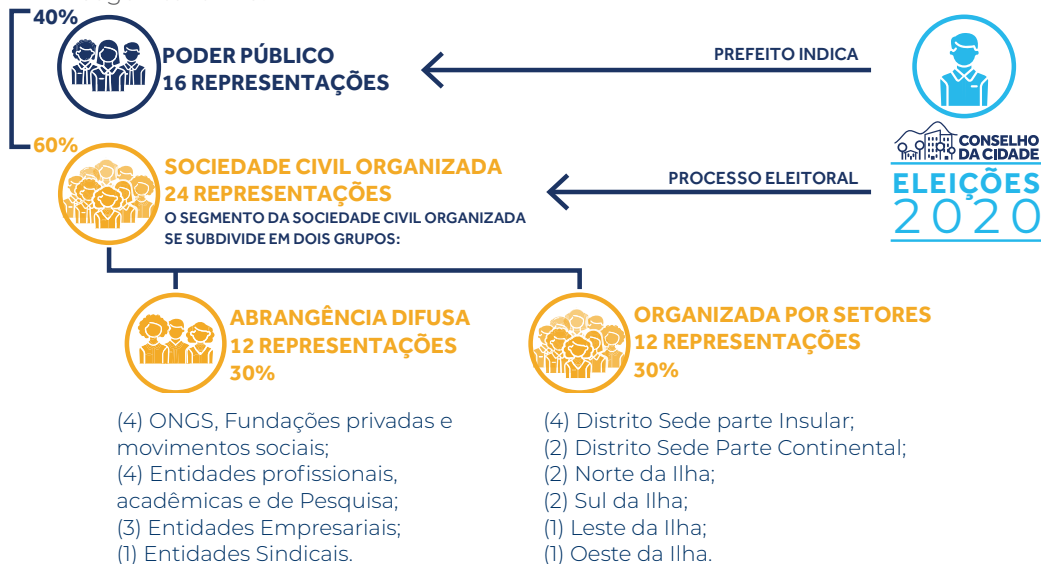 40%
PODER PÚBLICO
16 REPRESENTAÇÕES
PREFEITO INDICA
60%
SOCIEDADE CIVIL ORGANIZADA
24 REPRESENTAÇÕES
O SEGMENTO DA SOCIEDADE CIVIL ORGANIZADA
SE SUBDIVIDE EM DOIS GRUPOS:
PROCESSO ELEITORAL
CONSELHO
DA CIDADE
ELEIÇÕES
2020
ABRANGÊNCIA DIFUSA
12 REPRESENTAÇÕES
30%
ORGANIZADA POR SETORES
12 REPRESENTAÇÕES
30%
(4) ONGS, Fundações privadas e
movimentos sociais;
(4) Entidades profissionais,
acadêmicas e de Pesquisa;
(3) Entidades Empresariais;
(1) Entidades Sindicais.
(4) Distrito Sede parte Insular;
(2) Distrito Sede Parte Continental;
(2) Norte da Ilha;
(2) Sul da Ilha;
(1) Leste da Ilha;
(1) Oeste da Ilha.